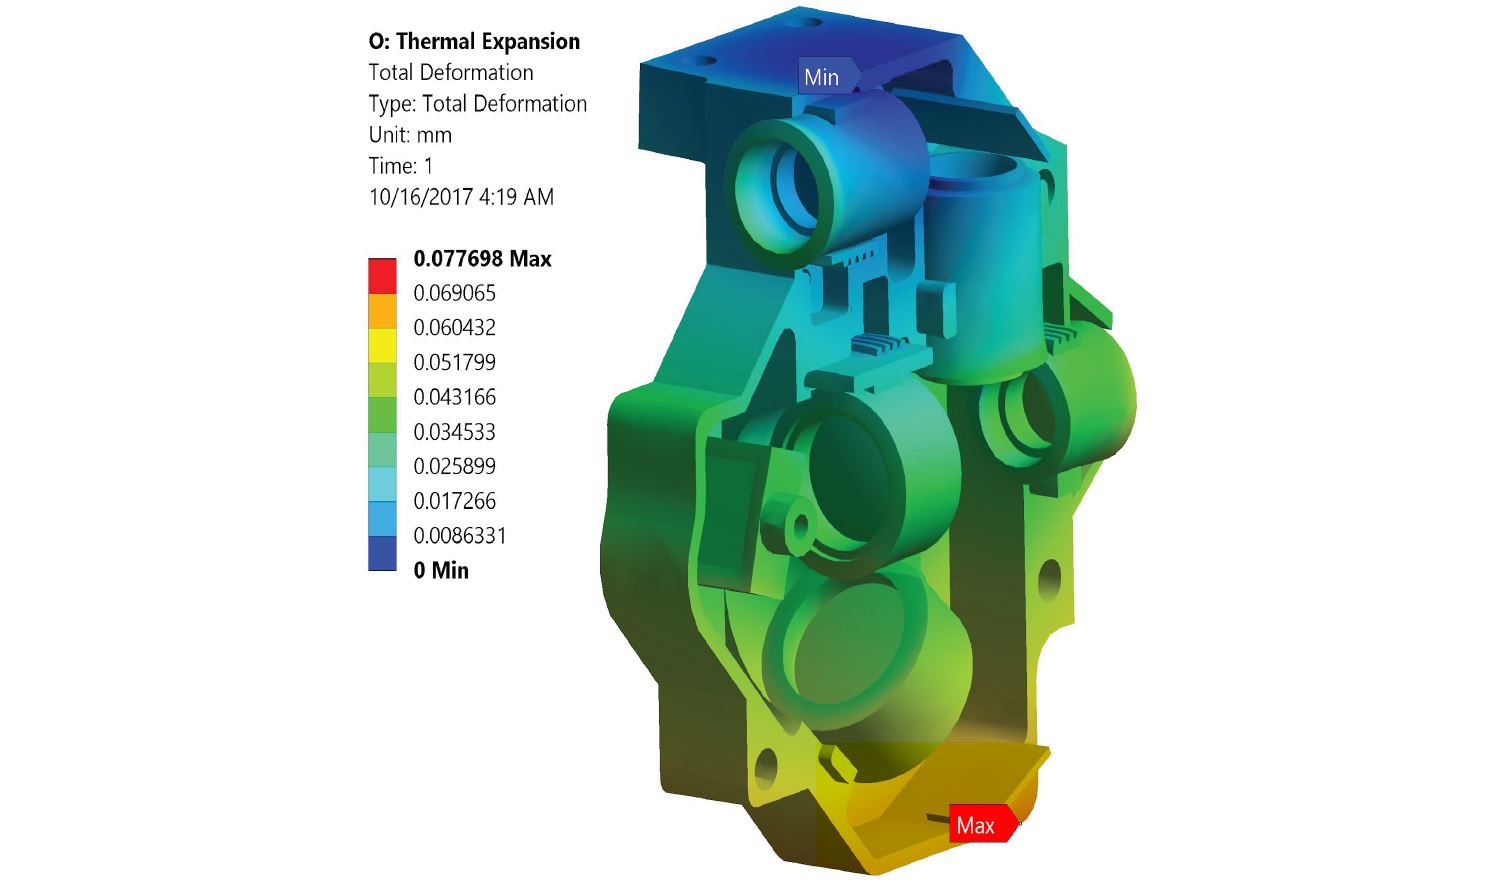 O: Thermal Expansion
Total Deformation
Type: Total Deformation
Unit: mm
Time: 1
10/16/2017 4:19 AM
0.077698 Max
0.069065
0.060432
0.051799
0.043166
0.034533
0.025899
0.017266
0.0086331
0 Min
Min
Max